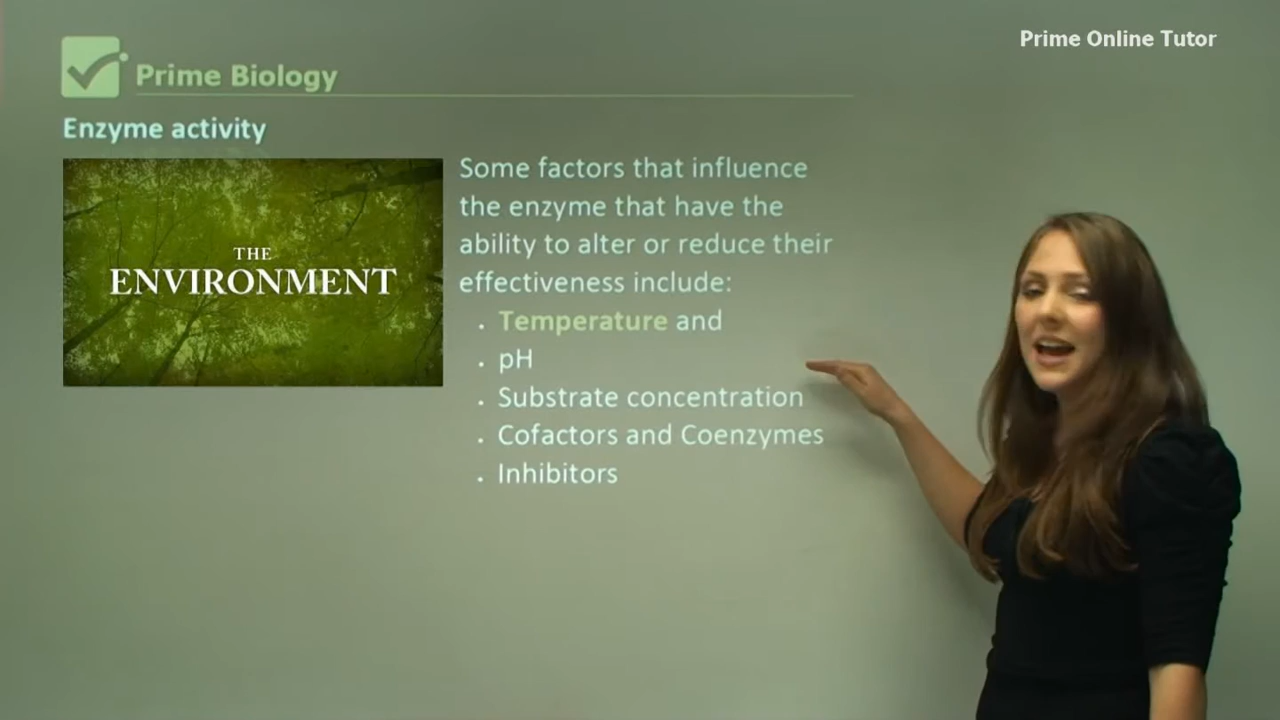 Prime Online Tutor
Prime Biology
Enzyme activity
THE
ENVIRONMENT
Some factors that influence
the enzyme that have the
ability to alter or reduce their
effectiveness include:
. Temperature and
. pH
. Substrate concentration
. Cofactors and Coenzymes
. Inhibitors